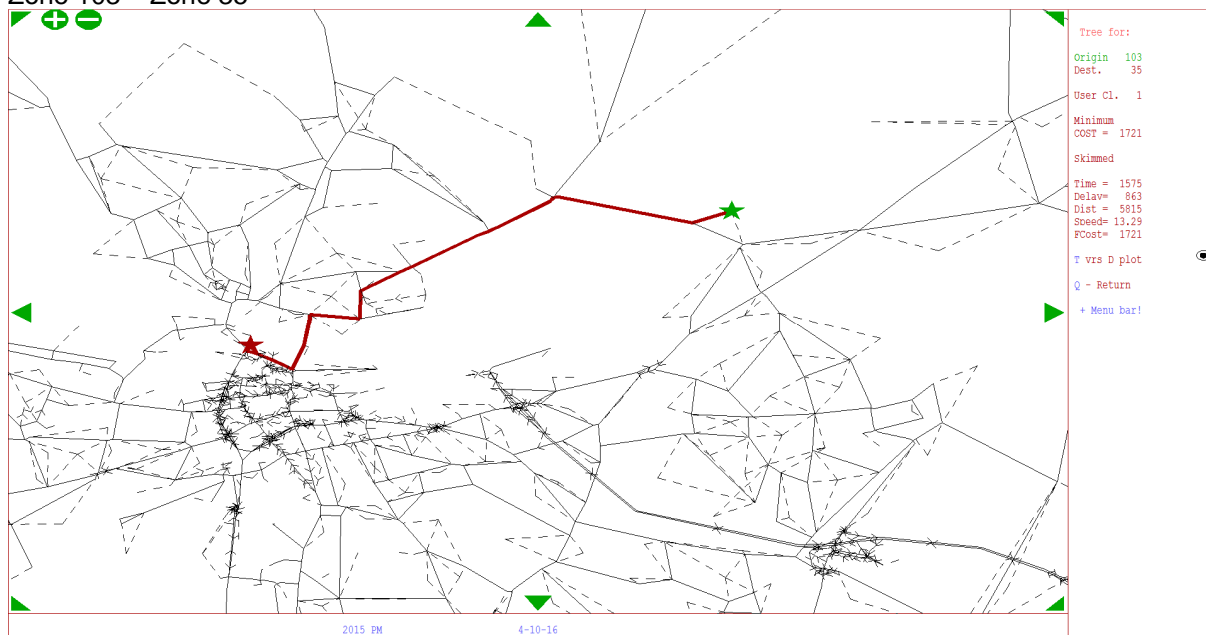 Tree for:
Origin 103
Dest. 35
User Cl. 1
Minimum
COST = 1721
Skimmed
Time = 1575
Delav= 863
Dist = 5815
Speed= 13.29
FCost= 1721
T vrs D plot
Q - Return
+ Menu bar!
2015 PM 4-10-16